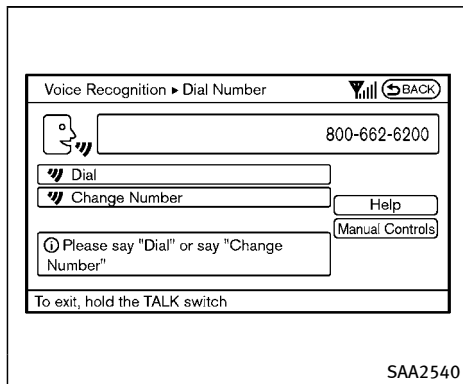 Voice Recognition ▸ Dial Number
BACK
800-662-6200
Dial
Change Number
Help
Manual Controls
Please say "Dial" or say "Change
Number"
To exit, hold the TALK switch
SAA2540